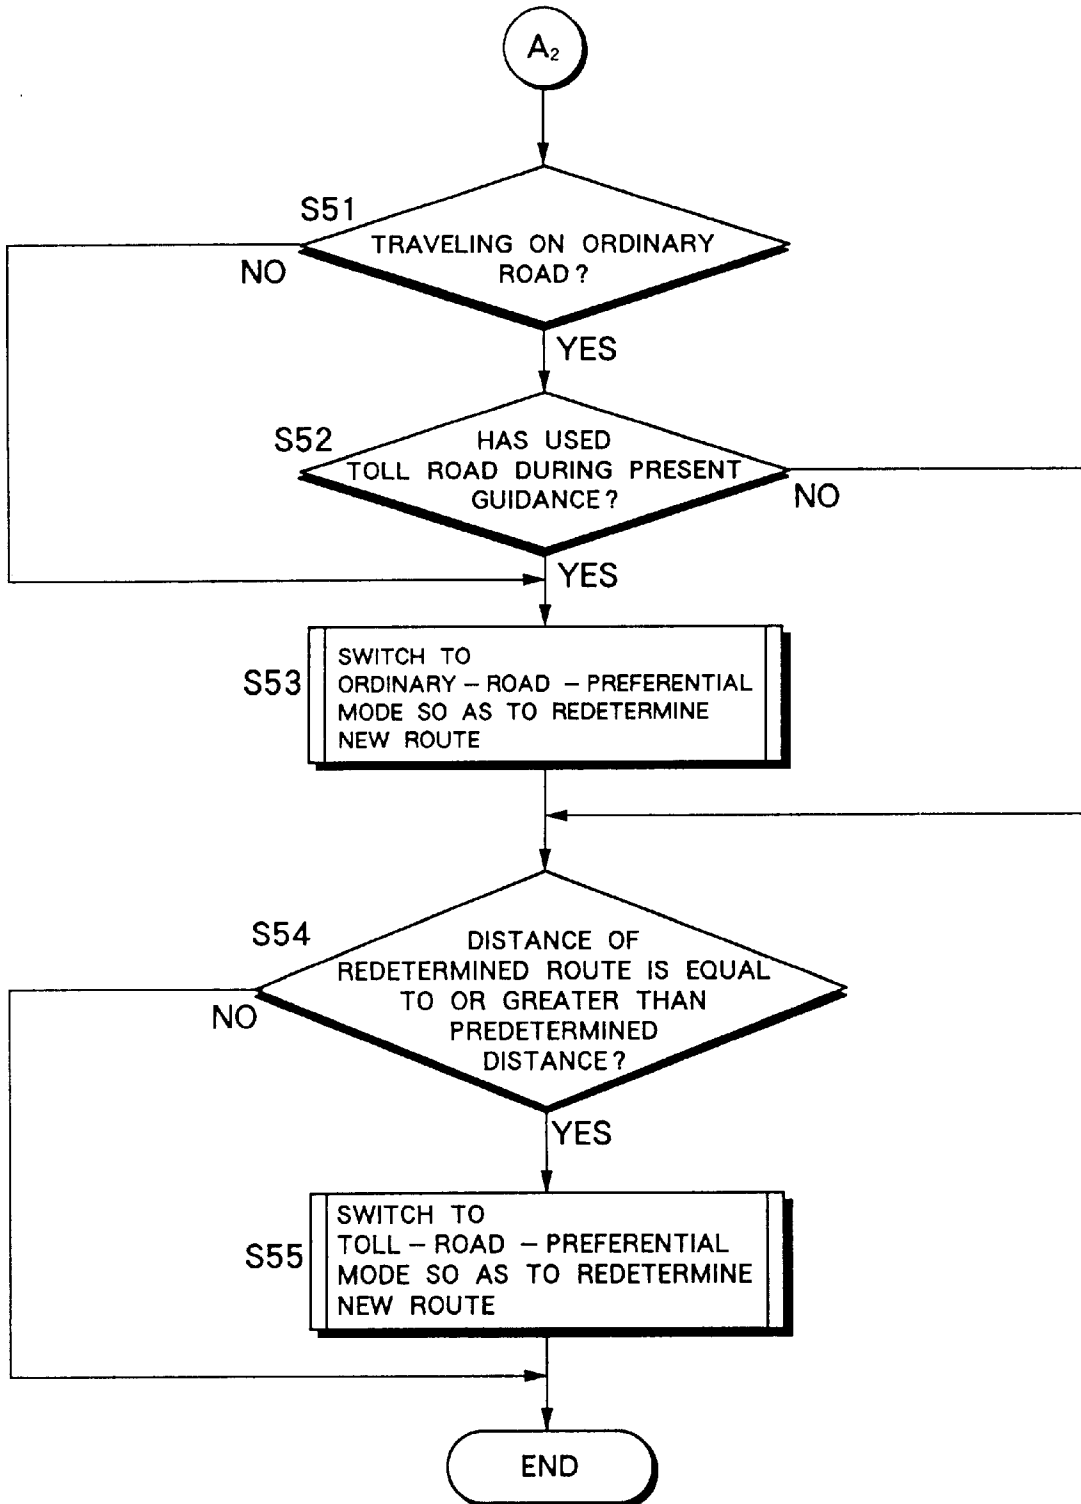 A₂
S51
TRAVELING ON ORDINARY
ROAD?
NO
YES
S52
HAS USED
TOLL ROAD DURING PRESENT
GUIDANCE?
NO
YES
S53
SWITCH TO
ORDINARY-ROAD-PREFERENTIAL
MODE SO AS TO REDETERMINE
NEW ROUTE
S54
DISTANCE OF
REDETERMINED ROUTE IS EQUAL
TO OR GREATER THAN
PREDETERMINED
DISTANCE?
NO
YES
S55
SWITCH TO
TOLL-ROAD-PREFERENTIAL
MODE SO AS TO REDETERMINE
NEW ROUTE
END